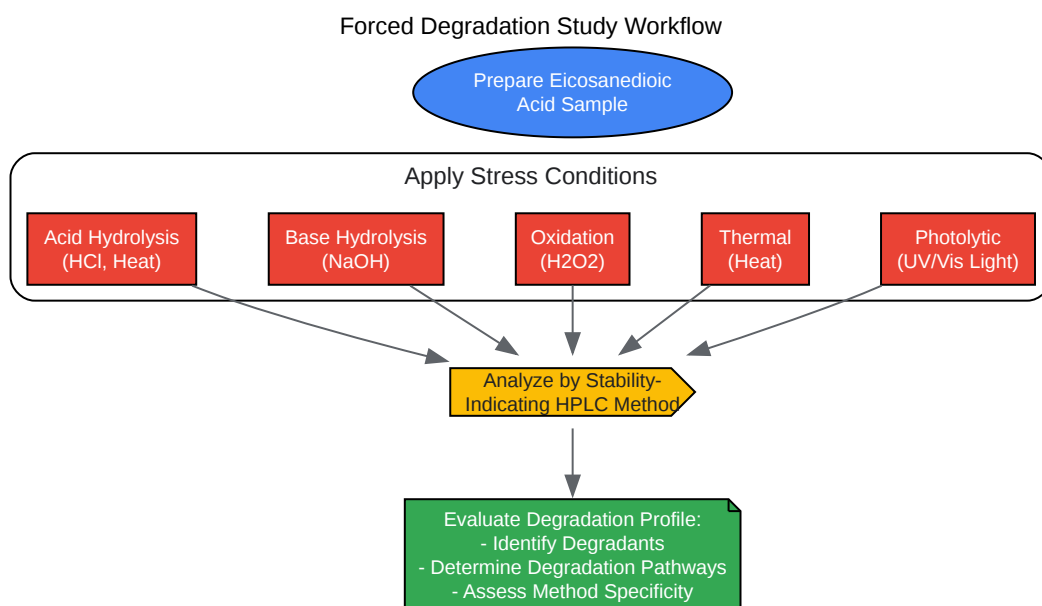 Forced Degradation Study Workflow
Prepare Eicosanedioic
Acid Sample
Apply Stress Conditions
Acid Hydrolysis
(HCl, Heat)
Base Hydrolysis
(NaOH)
Oxidation
(H2O2)
Thermal
(Heat)
Photolytic
(UV/Vis Light)
Analyze by Stability-
Indicating HPLC Method
Evaluate Degradation Profile:
- Identify Degradants
- Determine Degradation Pathways
- Assess Method Specificity